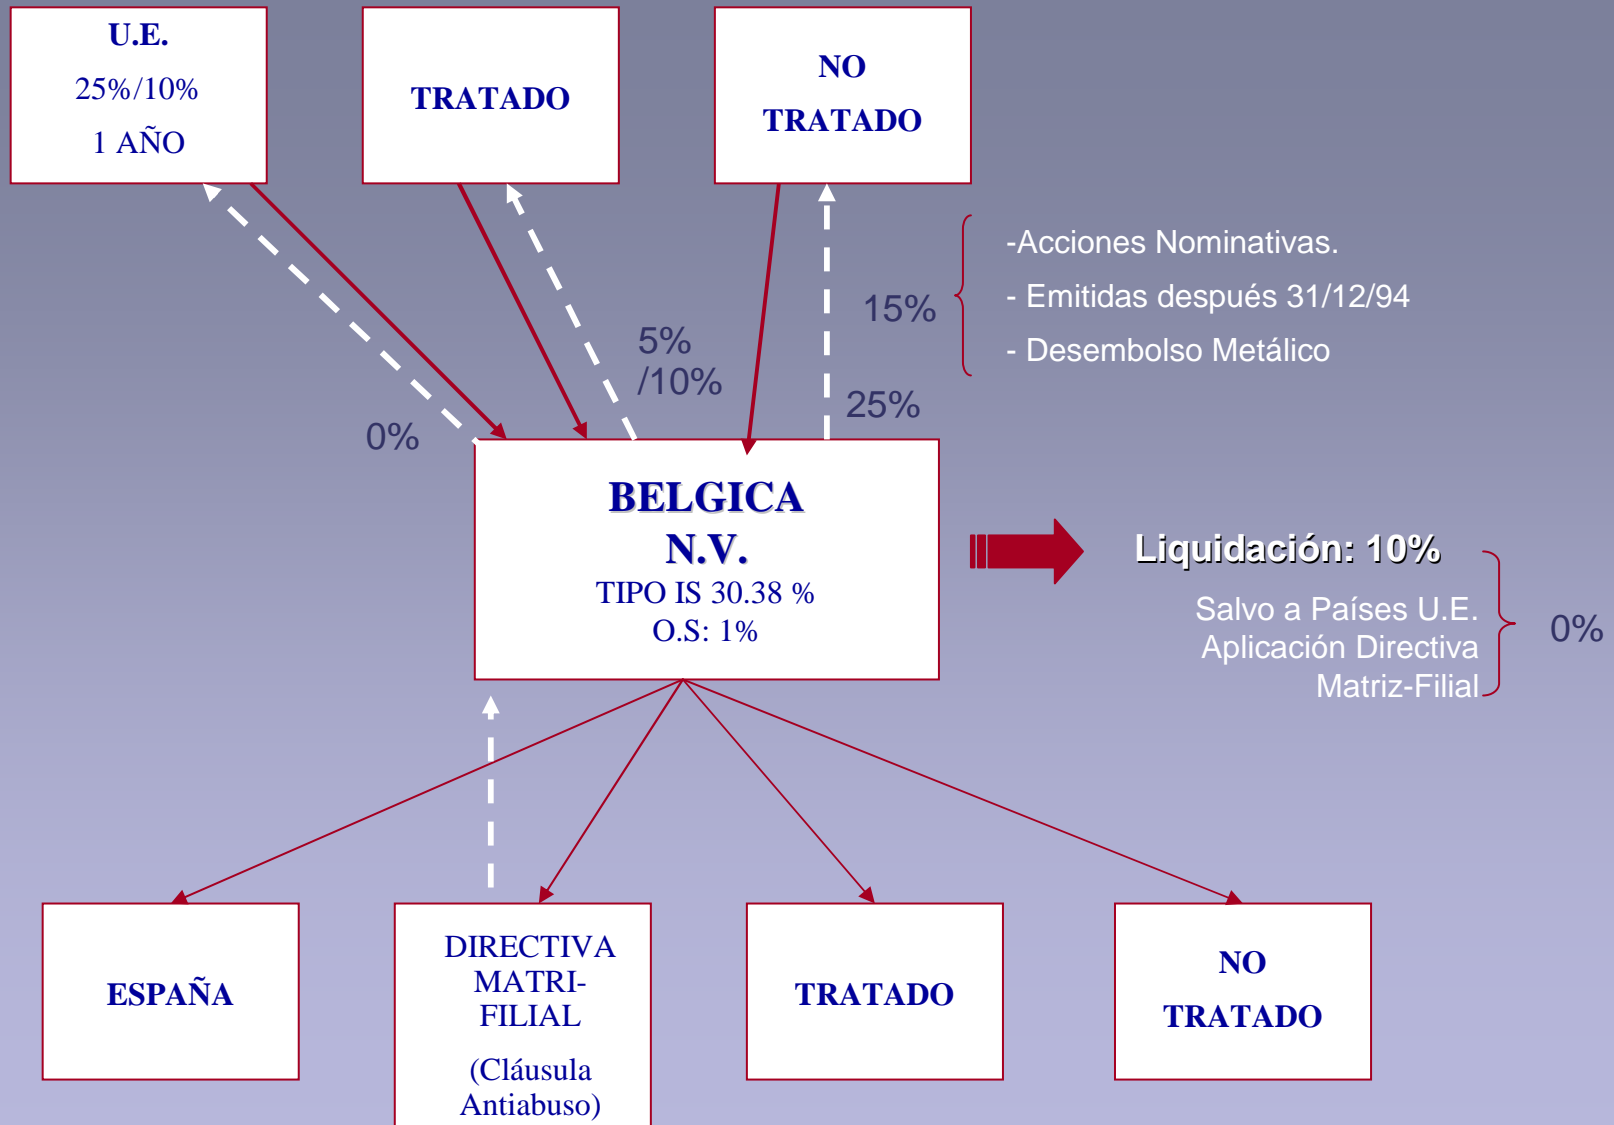 U.E.
25%/10%
1 AÑO
TRATADO
NO
TRATADO
-Acciones Nominativas.
- Emitidas después 31/12/94
- Desembolso Metálico
15%
5%
/10%
25%
0%
BELGICA
N.V.
TIPO IS 30.38 %
O.S: 1%
Liquidación: 10%
Salvo a Países U.E.
Aplicación Directiva
Matriz-Filial
0%
ESPAÑA
DIRECTIVA
MATRI-
FILIAL
(Cláusula
Antiabuso)
TRATADO
NO
TRATADO